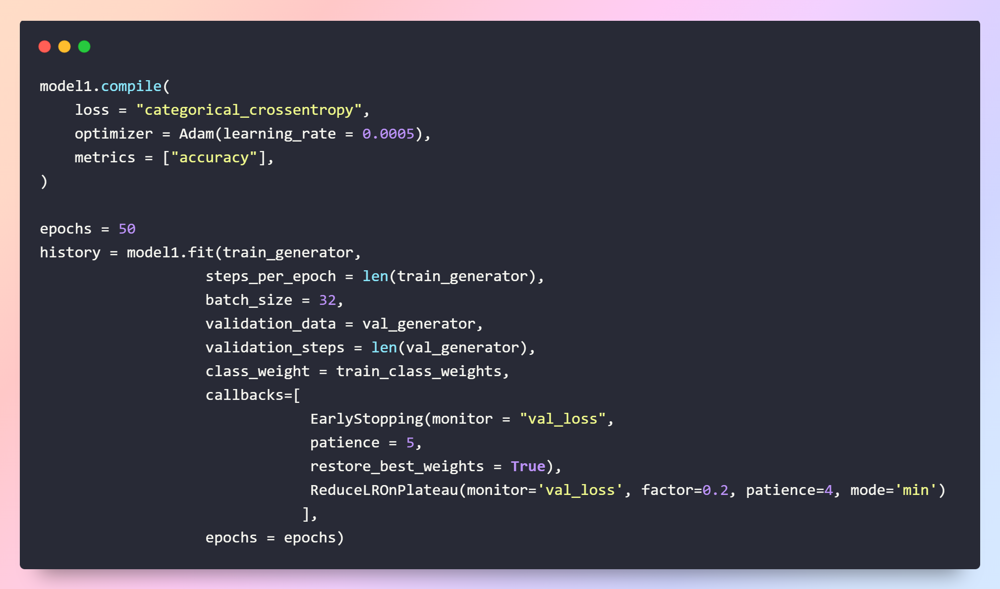 model1.compile(
    loss = "categorical_crossentropy",
    optimizer = Adam(learning_rate = 0.0005),
    metrics = ["accuracy"],
)

epochs = 50
history = model1.fit(train_generator,
                   steps_per_epoch = len(train_generator),
                   batch_size = 32,
                   validation_data = val_generator,
                   validation_steps = len(val_generator),
                   class_weight = train_class_weights,
                   callbacks=[
                               EarlyStopping(monitor = "val_loss",
                               patience = 5,
                               restore_best_weights = True),
                               ReduceLROnPlateau(monitor='val_loss', factor=0.2, patience=4, mode='min')
                              ],
                   epochs = epochs)